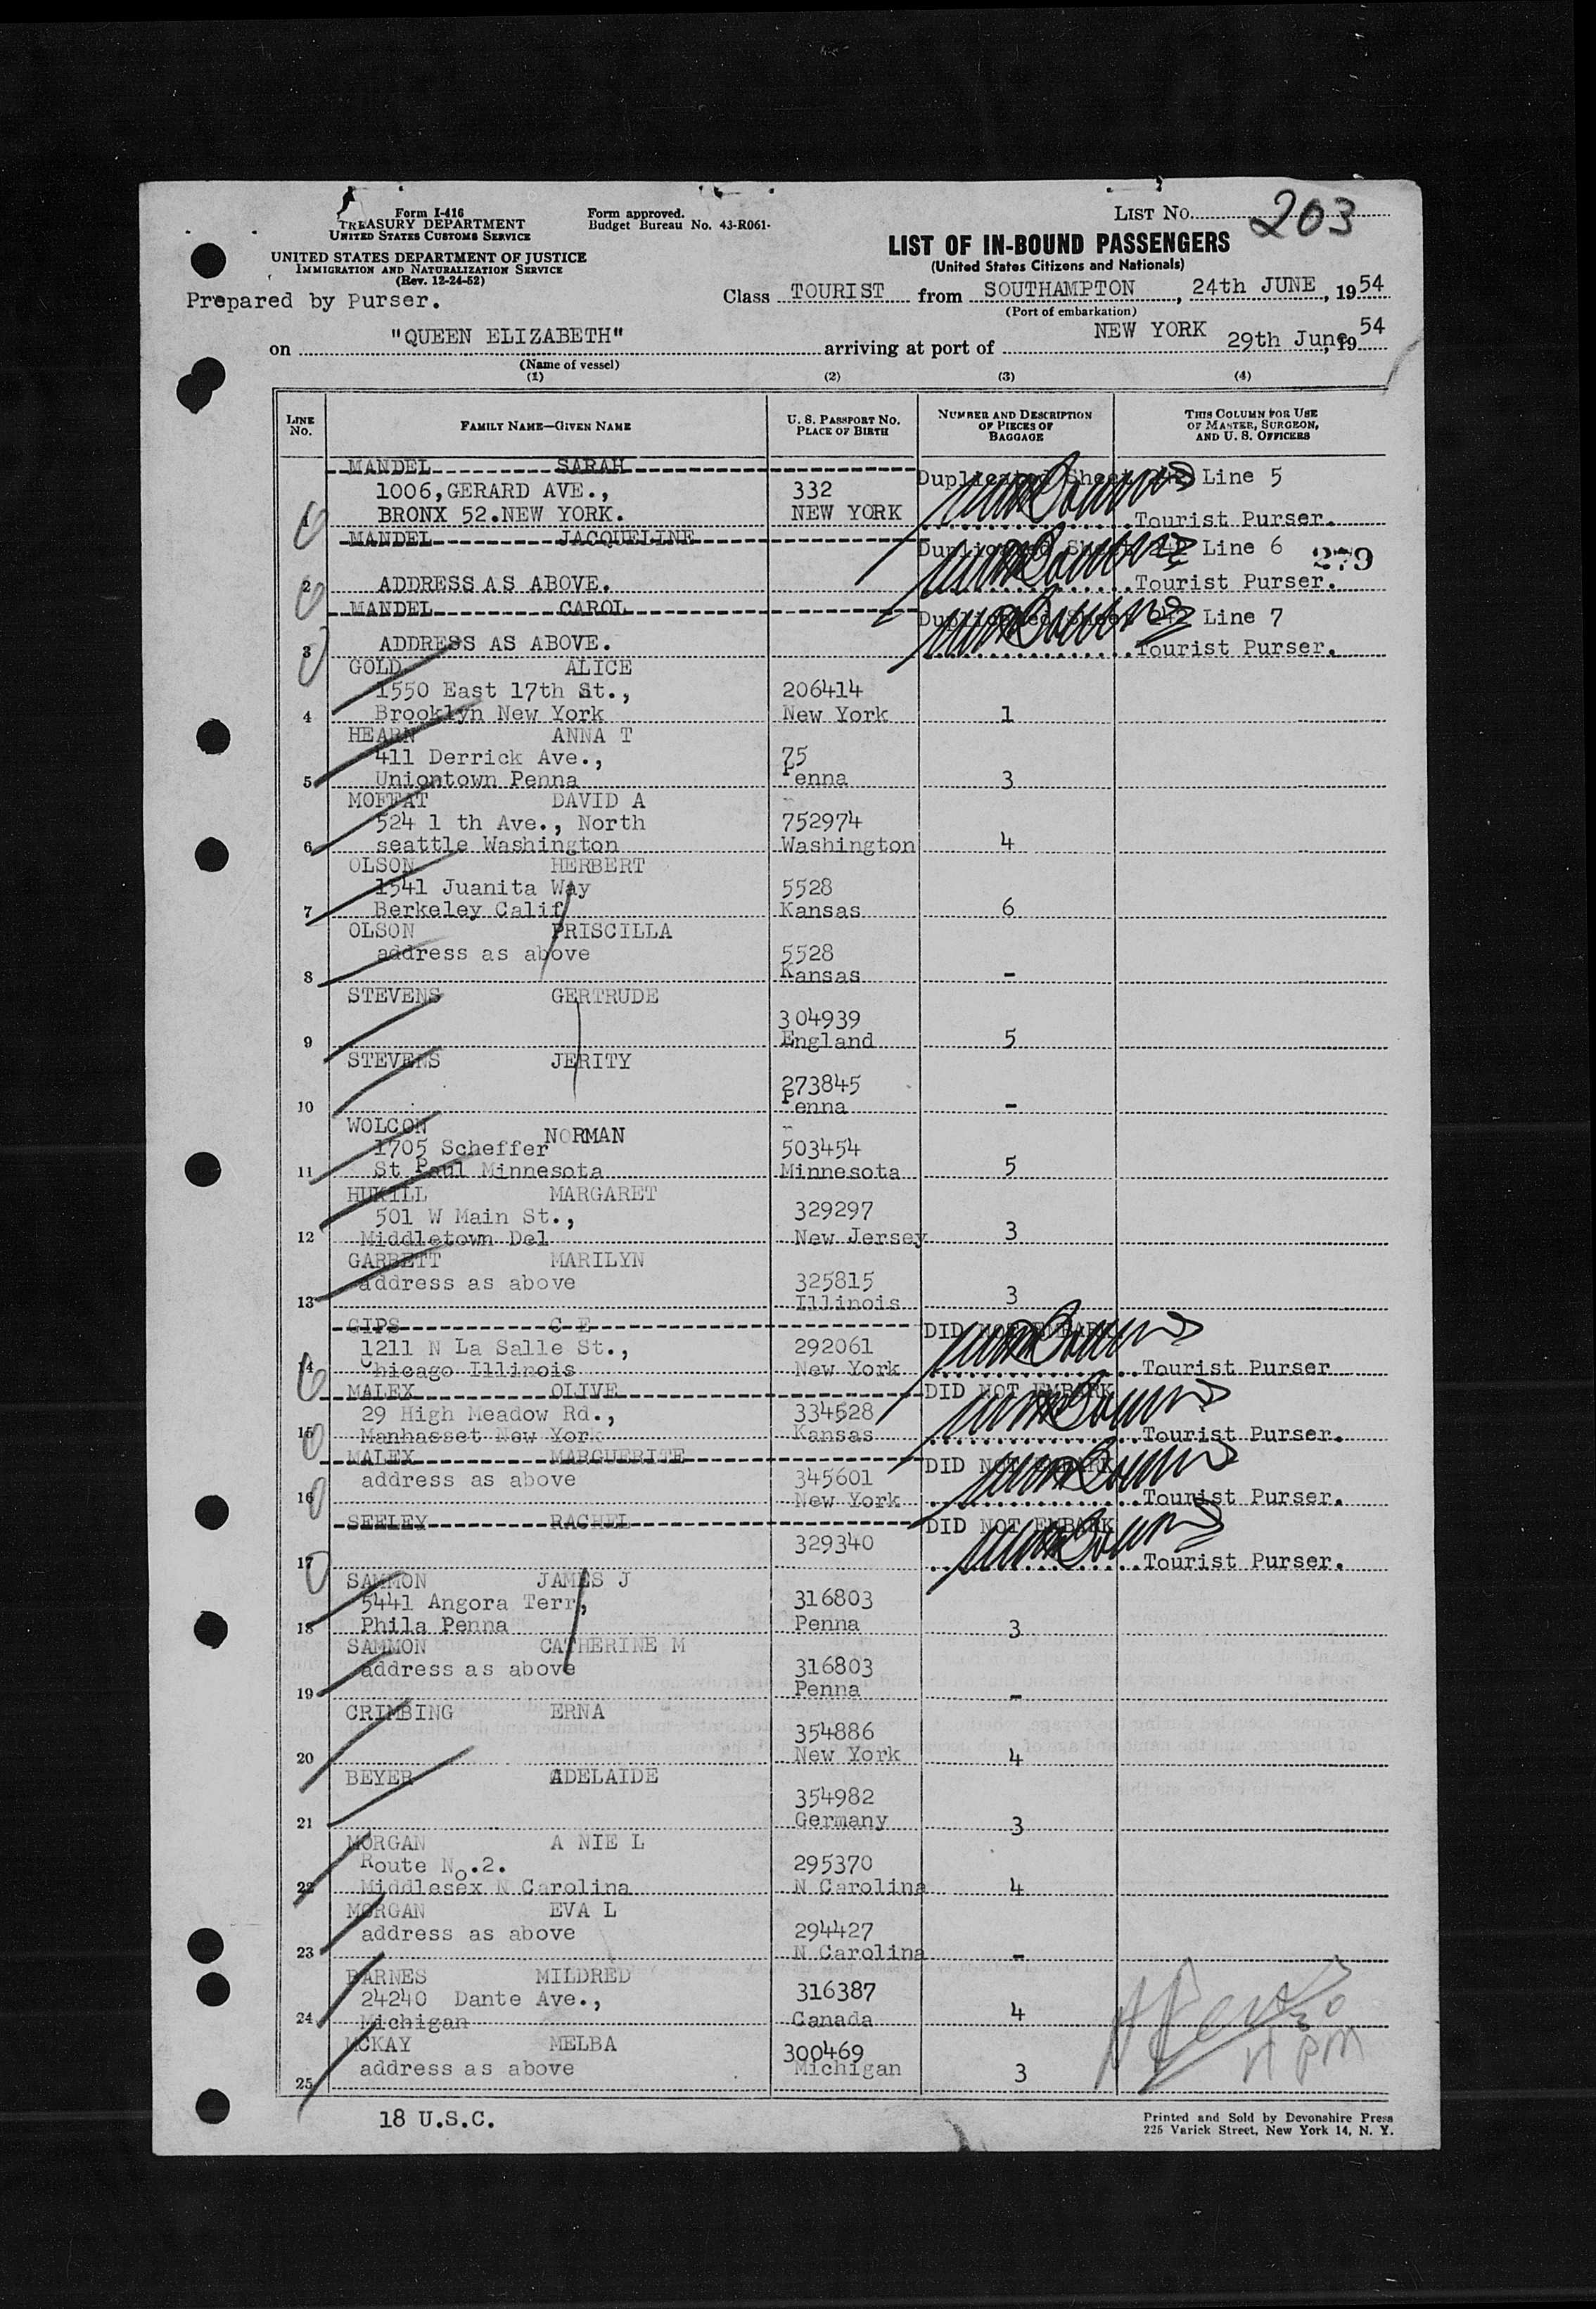 Form I-416
TREASURY DEPARTMENT
UNITED STATES CUSTOMS SERVICE
UNITED STATES DEPARTMENT OF JUSTICE
IMMIGRATION AND NATURALIZATION SERVICE
(Rev. 12-24-52)
Prepared by Purser.
Form approved.
Budget Bureau No. 43-R061-
LIST No. 203
LIST OF IN-BOUND PASSENGERS
(United States Citizens and Nationals)
Class TOURIST from SOUTHAMPTON, 24th JUNE, 1954
(Port of embarkation)
on "QUEEN ELIZABETH" arriving at port of NEW YORK 29th June, 1954
(Name of vessel)
(1) (2) (3) (4)
LINE No. FAMILY NAME—GIVEN NAME U. S. PASSPORT No. PLACE OF BIRTH NUMBER AND DESCRIPTION OF PIECES OF BAGGAGE THIS COLUMN FOR USE OF MASTER, SURGEON, AND U. S. OFFICERS
MANDEL SARAH Duplicated Sheet Line 5
1006, GERARD AVE., 332
1 BRONX 52. NEW YORK. NEW YORK Tourist Purser.
MANDEL JACQUELINE Duplicated Sheet 242 Line 6
279
2 ADDRESS AS ABOVE. Tourist Purser.
MANDEL CAROL Duplicated Sheet 242 Line 7
3 ADDRESS AS ABOVE. Tourist Purser.
GOLD ALICE
1550 East 17th St., 206414
4 Brooklyn New York New York 1
HEARN ANNA T
411 Derrick Ave., 75
5 Uniontown Penna Penna 3
MOFFAT DAVID A
524 1 th Ave., North 752974
6 seattle Washington Washington 4
OLSON HERBERT
1541 Juanita Way 5528
7 Berkeley Calif Kansas 6
OLSON PRISCILLA
address as above 5528
8 Kansas -
STEVENS GERTRUDE
304939
9 England 5
STEVENS JERITY
273845
10 Penna -
WOLCON NORMAN
1705 Scheffer 503454
11 St Paul Minnesota Minnesota 5
HUKILL MARGARET
501 W Main St., 329297
12 Middletown Del New Jersey 3
GARRETT MARILYN
address as above 325815
13 Illinois 3
GIPS C E DID NOT EMBARK
1211 N La Salle St., 292061
14 Chicago Illinois New York Tourist Purser
MALEX OLIVE DID NOT EMBARK
29 High Meadow Rd., 334528
15 Manhasset New York Kansas Tourist Purser.
MALEX MARGUERITE DID NOT EMBARK
address as above 345601
16 New York Tourist Purser.
SEELEY RACHEL DID NOT EMBARK
329340
17 Tourist Purser.
SAMMON JAMES J
5441 Angora Terr, 316803
18 Phila Penna Penna 3
SAMMON CATHERINE M
address as above 316803
19 Penna -
CRIMBING ERNA
354886
20 New York 4
BEYER ADELAIDE
354982
21 Germany 3
MORGAN A NIE L
Route No.2. 295370
22 Middlesex N Carolina N Carolina 4
MORGAN EVA L
address as above 294427
23 N Carolina -
BARNES MILDRED
24240 Dante Ave., 316387
24 Michigan Canada 4
MCKAY MELBA 300469
address as above Michigan
25 3
PM
18 U.S.C.
Printed and Sold by Devonshire Press
225 Varick Street, New York 14, N. Y.